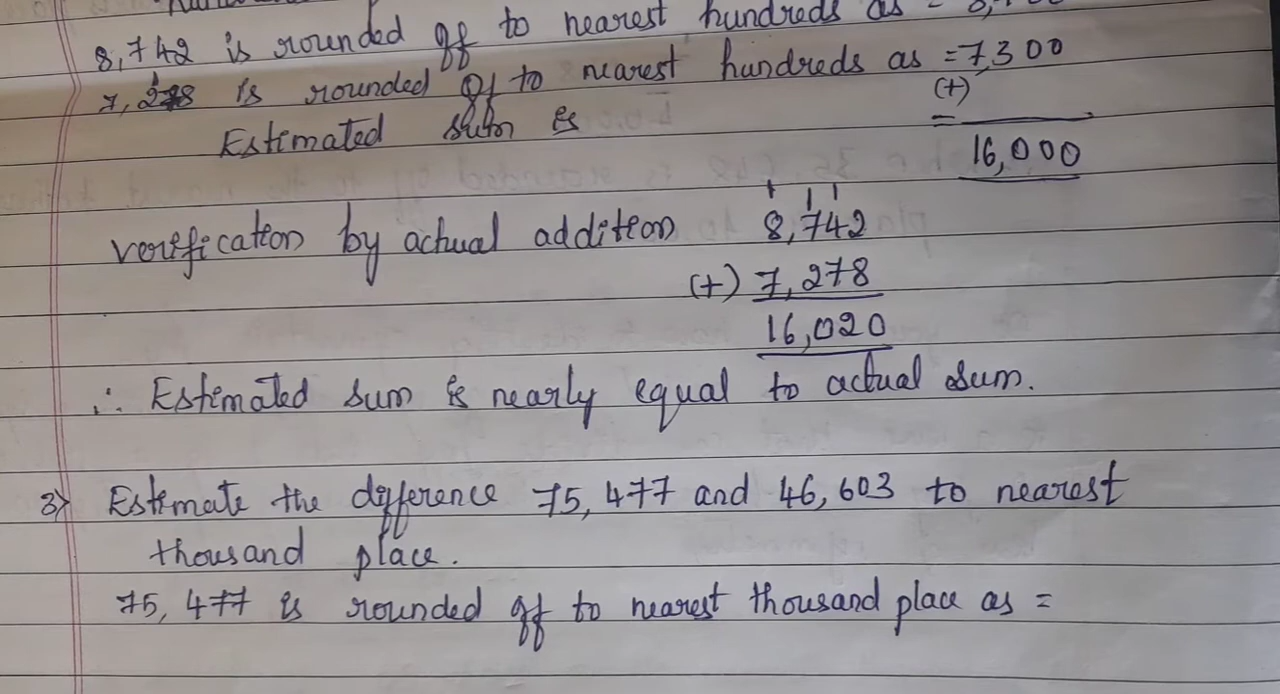 8,742 is rounded off to nearest hundreds as =
7,278 is rounded off to nearest hundreds as = 7,300
Estimated sum is (+)
=
16,000
verification by actual addition 8,742
(+) 7,278
16,020
∴ Estimated sum is nearly equal to actual sum.
3) Estimate the difference 75,477 and 46,603 to nearest
thousand place.
75,477 is rounded off to nearest thousand place as =